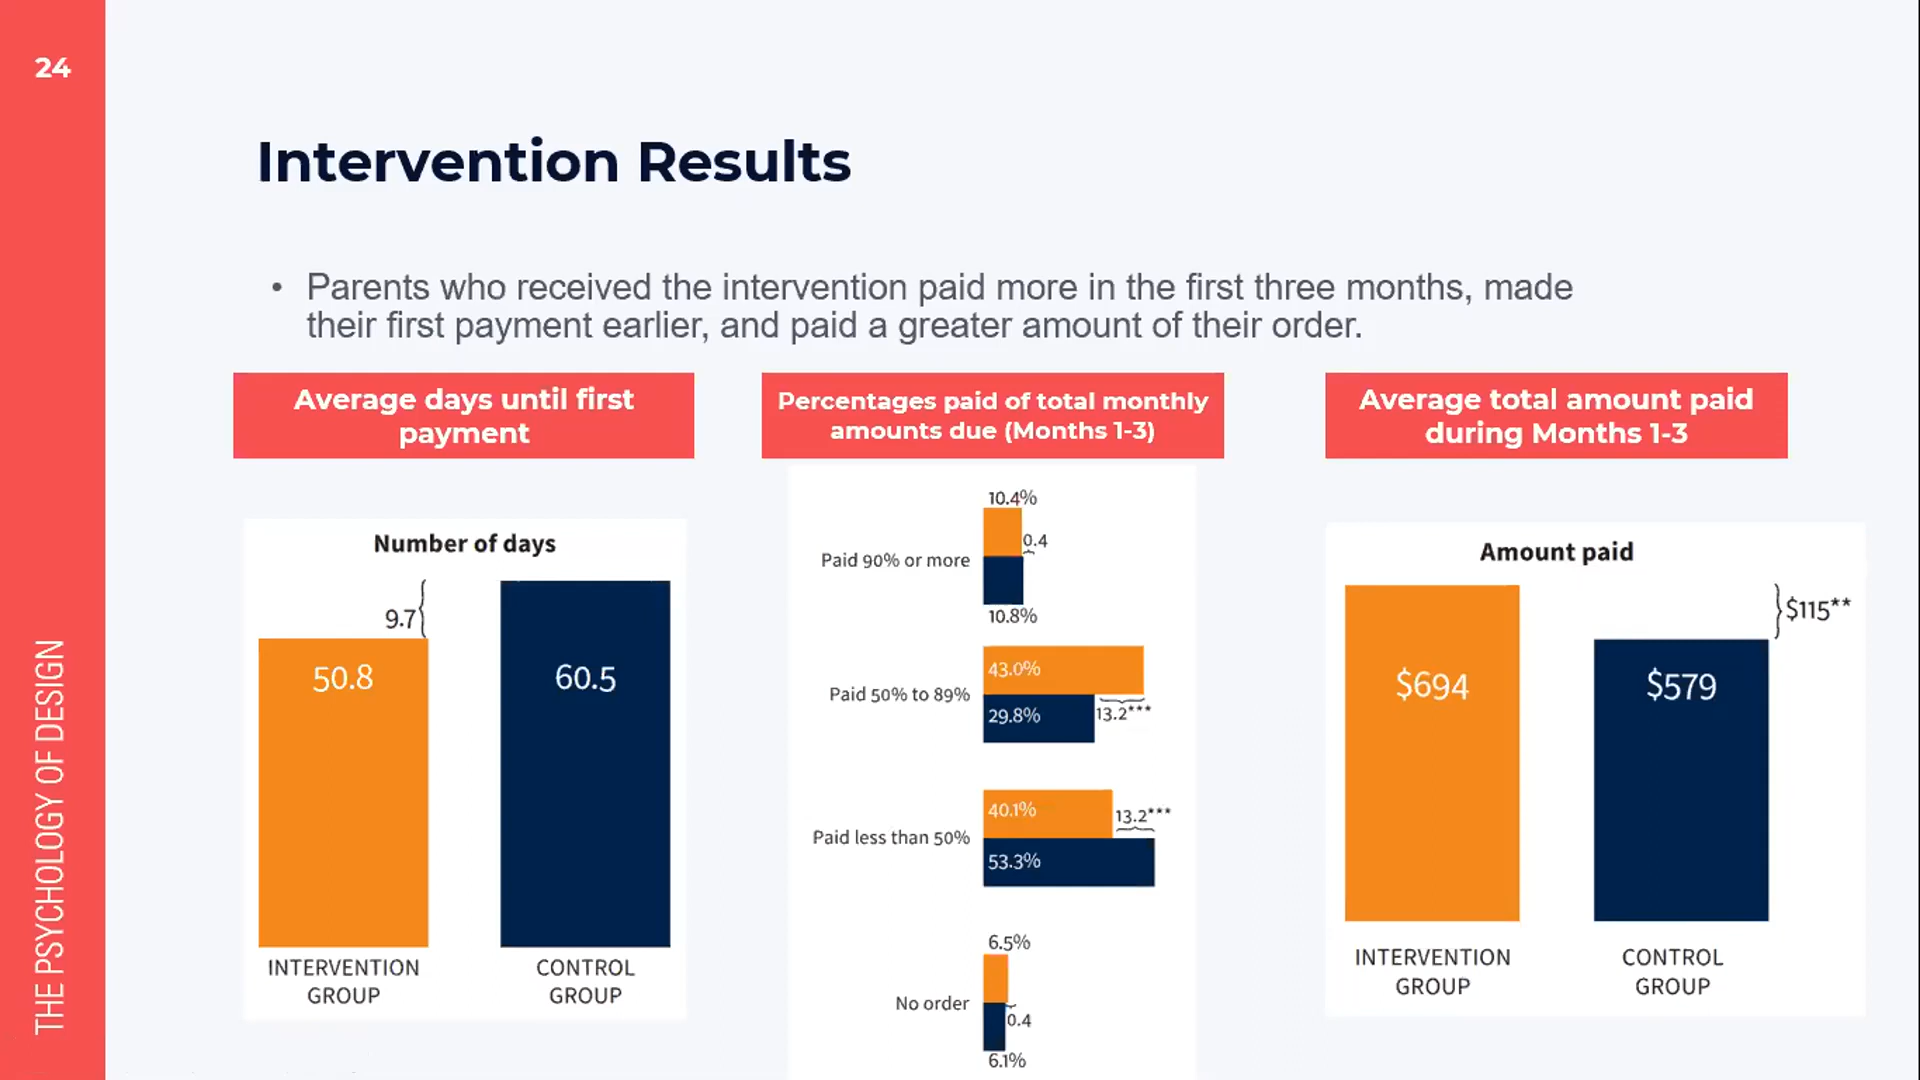 24
THE PSYCHOLOGY OF DESIGN
Intervention Results
• Parents who received the intervention paid more in the first three months, made
their first payment earlier, and paid a greater amount of their order.
Average days until first
payment
Number of days
9.7
50.8
60.5
INTERVENTION
GROUP
CONTROL
GROUP
Percentages paid of total monthly
amounts due (Months 1-3)
10.4%
0.4
Paid 90% or more
10.8%
43.0%
Paid 50% to 89%
29.8%
13.2***
40.1%
13.2***
Paid less than 50%
53.3%
6.5%
No order
0.4
6.1%
Average total amount paid
during Months 1-3
Amount paid
$115**
$694
$579
INTERVENTION
GROUP
CONTROL
GROUP